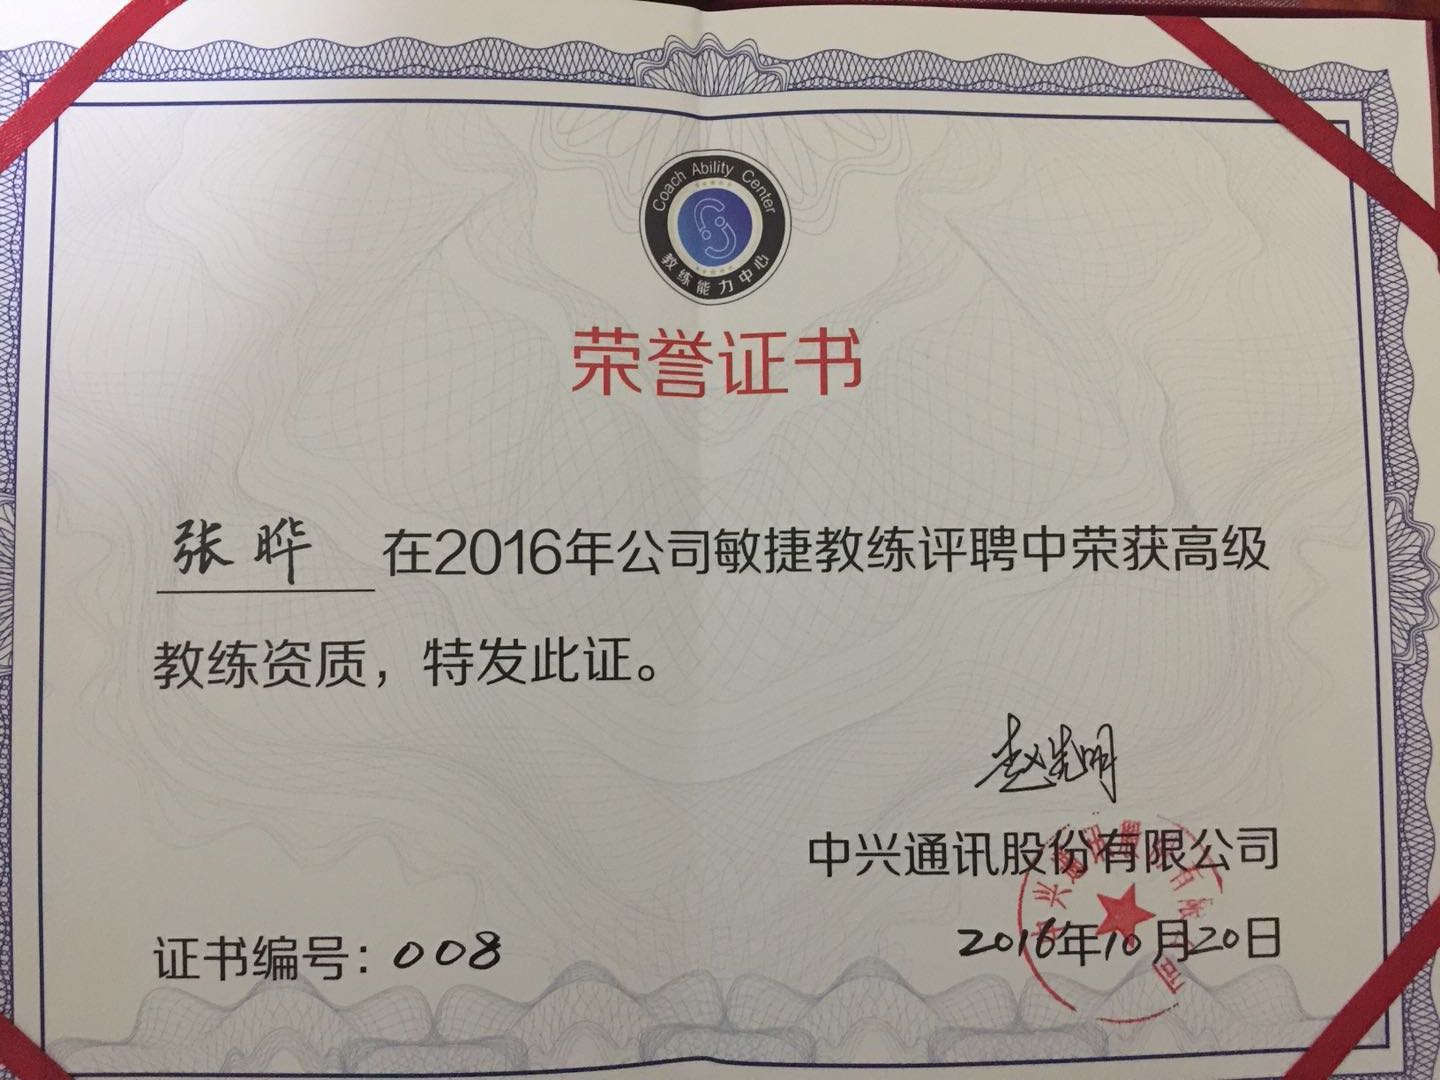 Coach Ability Center
教练能力中心
荣誉证书
张晔 在2016年公司敏捷教练评聘中荣获高级
教练资质，特发此证。
赵先明
中兴通讯股份有限公司
2016年10月20日
证书编号：008